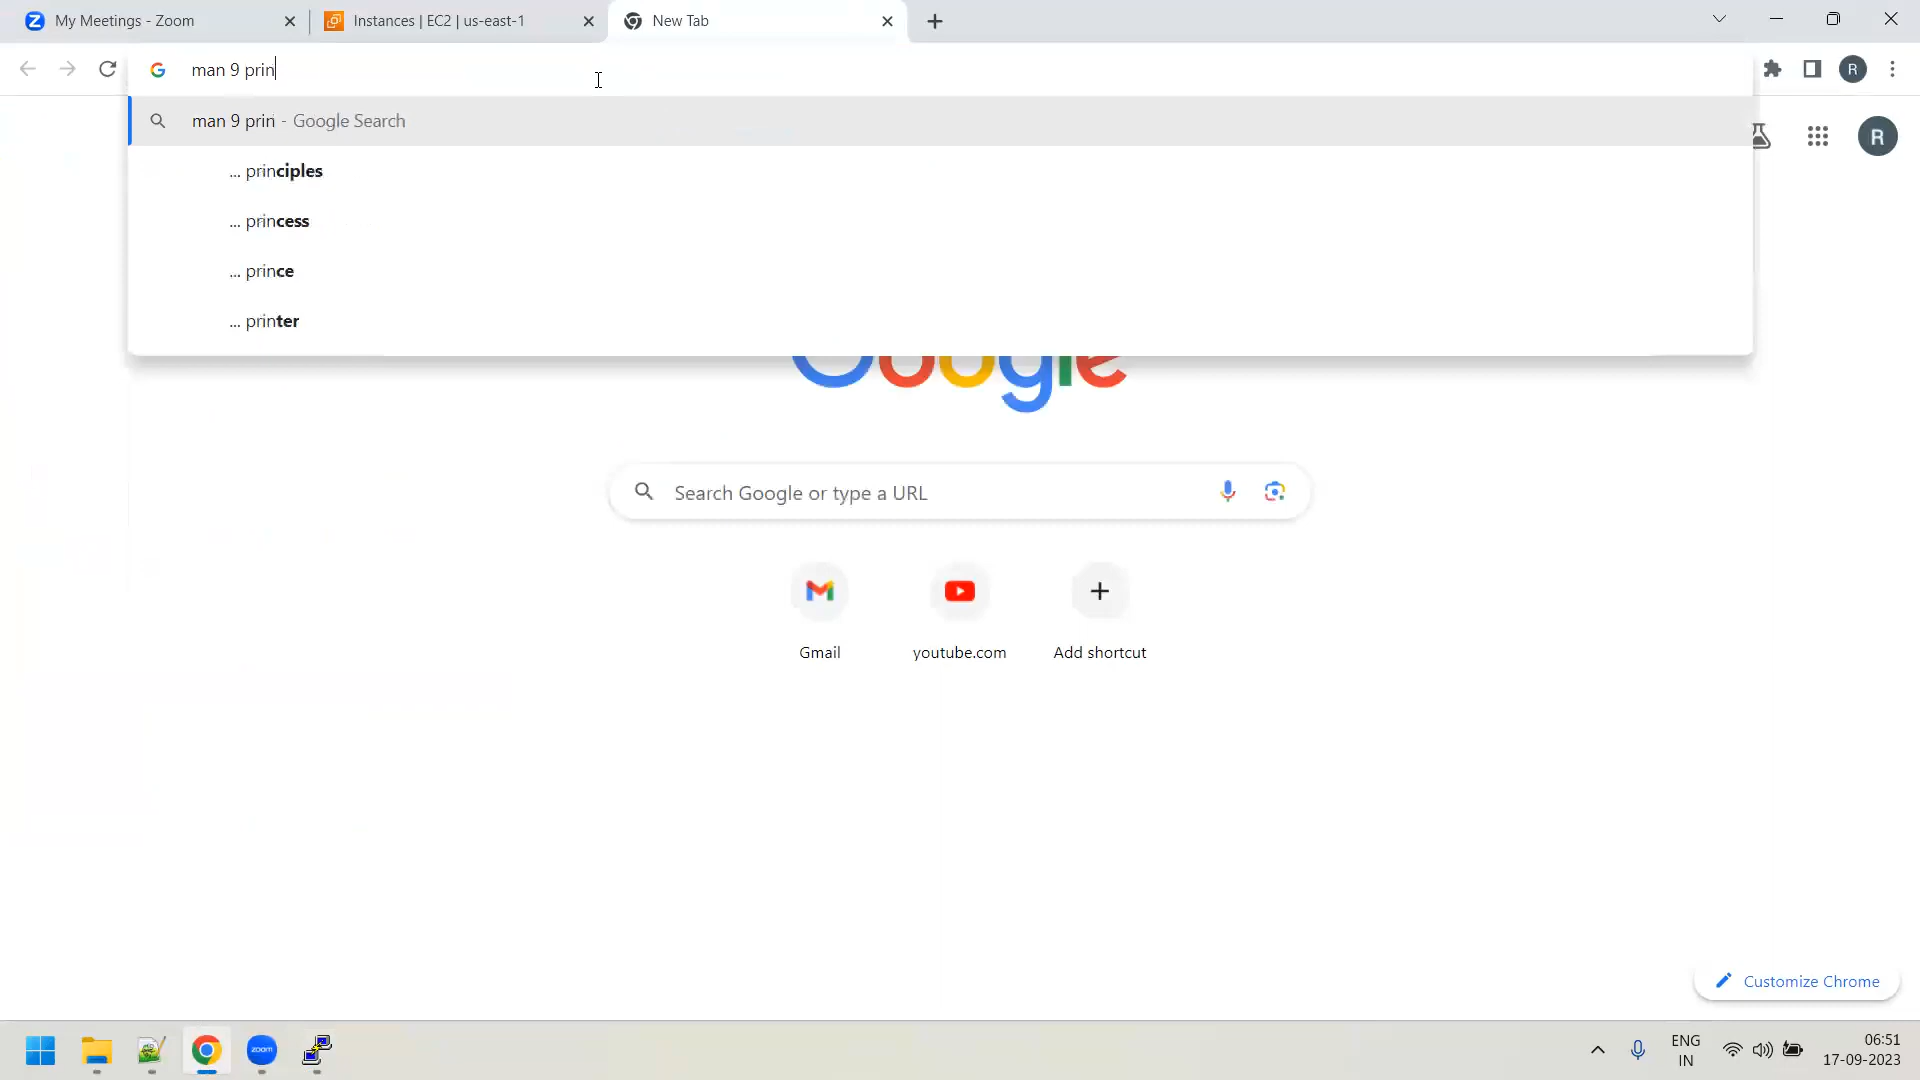 My Meetings - Zoom
Instances | EC2 | us-east-1
New Tab
man 9 prin
R
man 9 prin - Google Search
... principles
... princess
... prince
... printer
R
Google
Search Google or type a URL
Gmail
youtube.com
Add shortcut
Customize Chrome
zoom
ENG
IN
06:51
17-09-2023